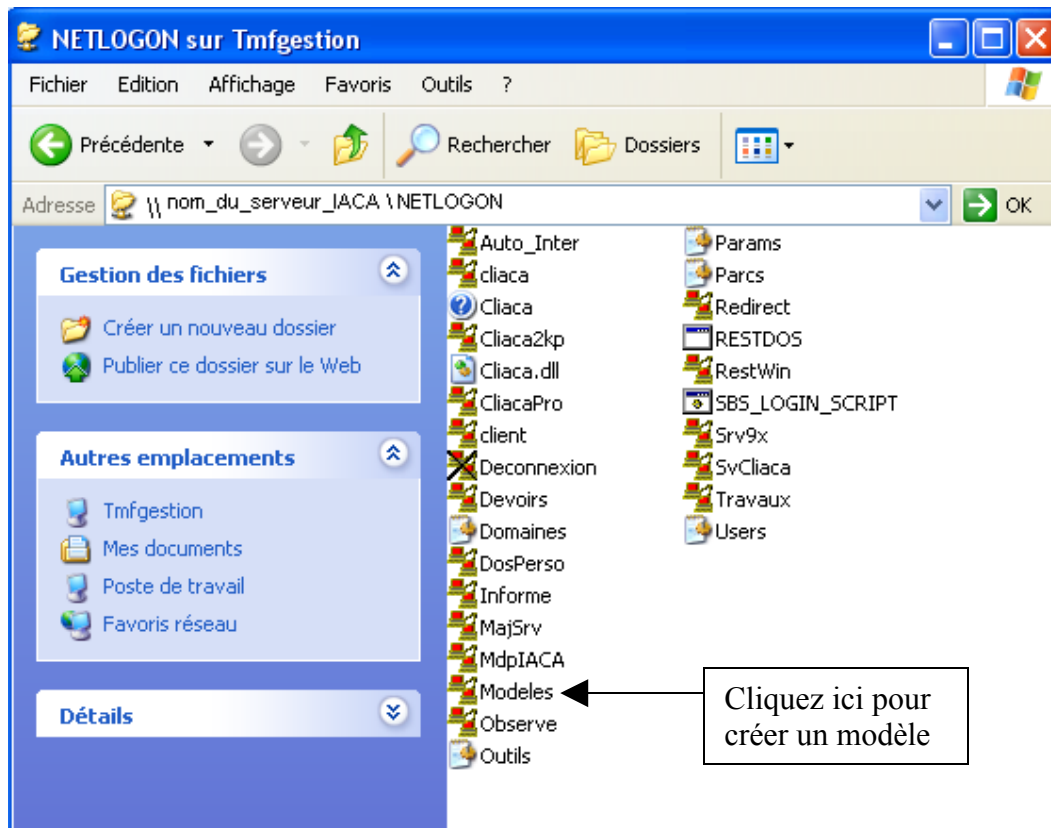 NETLOGON sur Tmfgestion
Fichier Edition Affichage Favoris Outils ?
Précédente Rechercher Dossiers
Adresse \\ nom_du_serveur_IACA \NETLOGON OK
Gestion des fichiers
Créer un nouveau dossier
Publier ce dossier sur le Web
Autres emplacements
Tmfgestion
Mes documents
Poste de travail
Favoris réseau
Détails
Auto_Inter
cliaca
Cliaca
Cliaca2kp
Cliaca.dll
CliacaPro
client
Deconnexion
Devoirs
Domaines
DosPerso
Informe
MajSrv
MdpIACA
Modeles
Observe
Outils
Params
Parcs
Redirect
RESTDOS
RestWin
SBS_LOGIN_SCRIPT
Srv9x
SvCliaca
Travaux
Users
Cliquez ici pour
créer un modèle